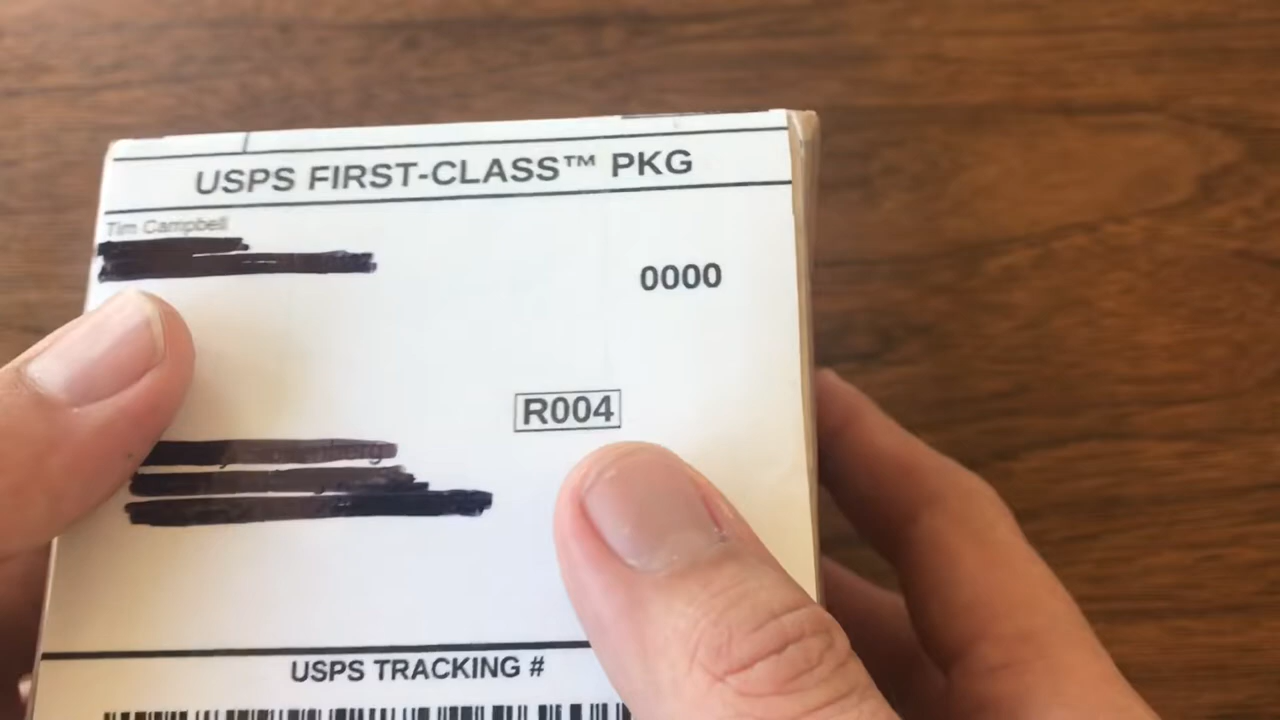 USPS FIRST-CLASS™ PKG
Tim Campbell
0000
R004
USPS TRACKING #